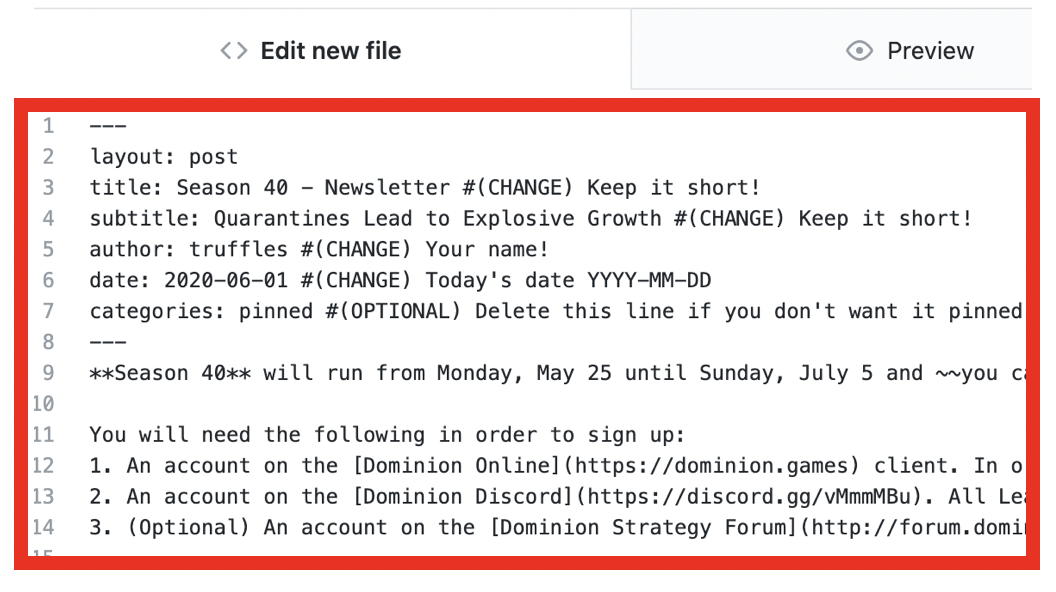 <> Edit new file
Preview
1 ---
2 layout: post
3 title: Season 40 - Newsletter #(CHANGE) Keep it short!
4 subtitle: Quarantines Lead to Explosive Growth #(CHANGE) Keep it short!
5 author: truffles #(CHANGE) Your name!
6 date: 2020-06-01 #(CHANGE) Today's date YYYY-MM-DD
7 categories: pinned #(OPTIONAL) Delete this line if you don't want it pinned
8 ---
9 **Season 40** will run from Monday, May 25 until Sunday, July 5 and ~~you
10
11 You will need the following in order to sign up:
12 1. An account on the [Dominion Online](https://dominion.games) client. In
13 2. An account on the [Dominion Discord](https://discord.gg/vMmmMBu). All
14 3. (Optional) An account on the [Dominion Strategy Forum](http://forum.domi
15